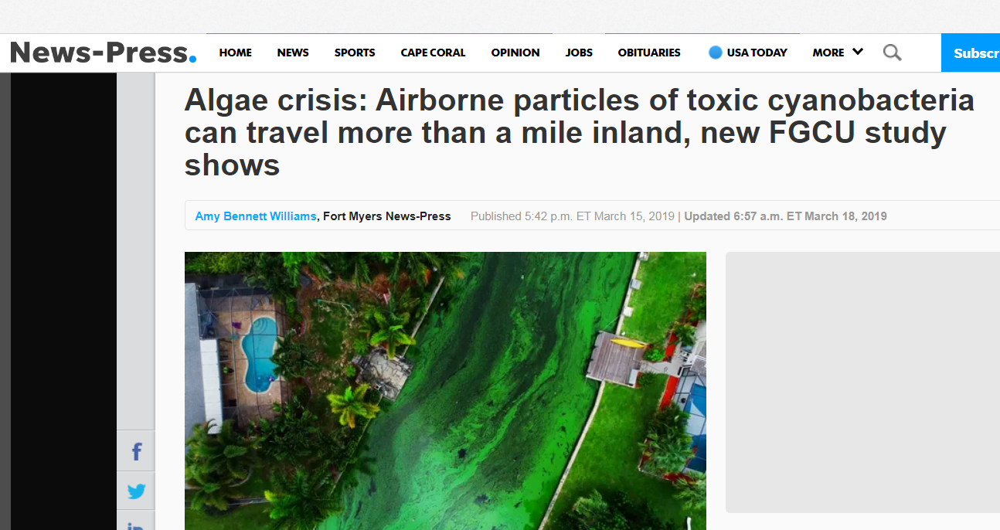 News-Press.
HOME NEWS SPORTS CAPE CORAL OPINION JOBS OBITUARIES USA TODAY MORE
Subscr
Algae crisis: Airborne particles of toxic cyanobacteria
can travel more than a mile inland, new FGCU study
shows
Amy Bennett Williams, Fort Myers News-Press Published 5:42 p.m. ET March 15, 2019 | Updated 6:57 a.m. ET March 18, 2019